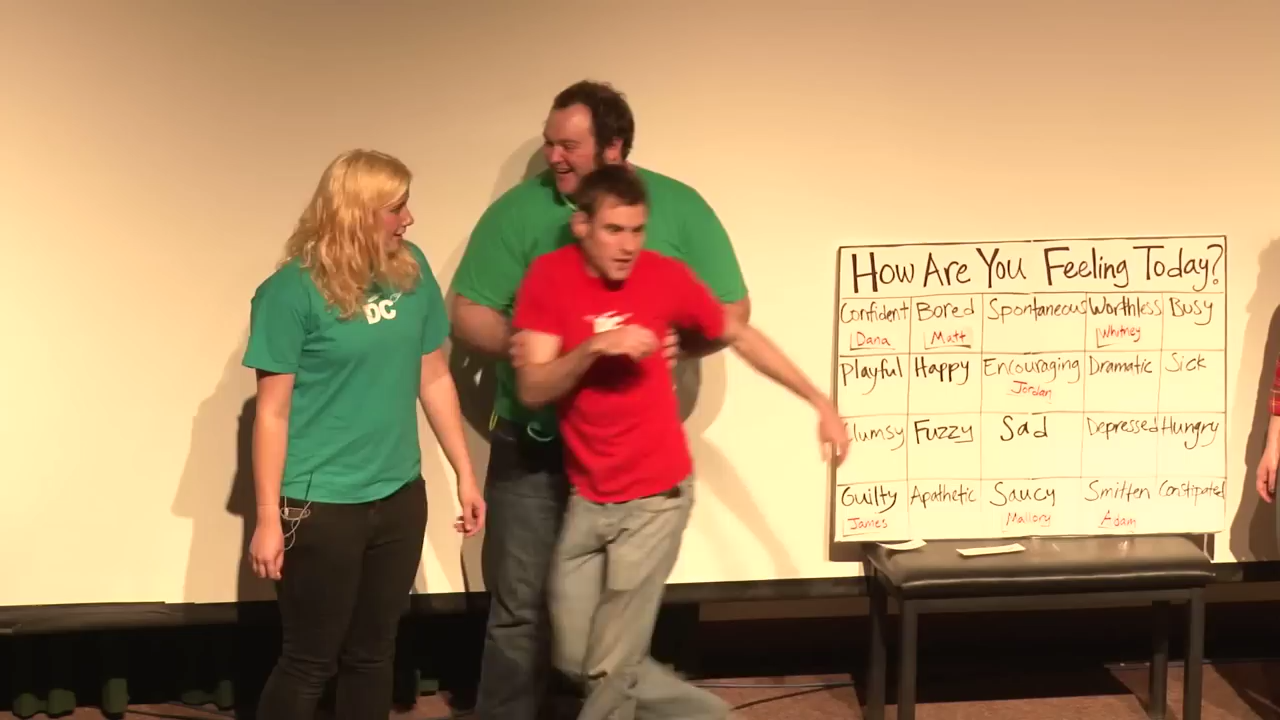 How Are You Feeling Today?
Confident Bored Spontaneous Worthless Busy
Dana Matt Whitney
Playful Happy Encouraging Dramatic Sick
Jordan
Clumsy Fuzzy Sad Depressed Hungry
Guilty Apathetic Saucy Smitten Constipated
James Mallory Adam
DC